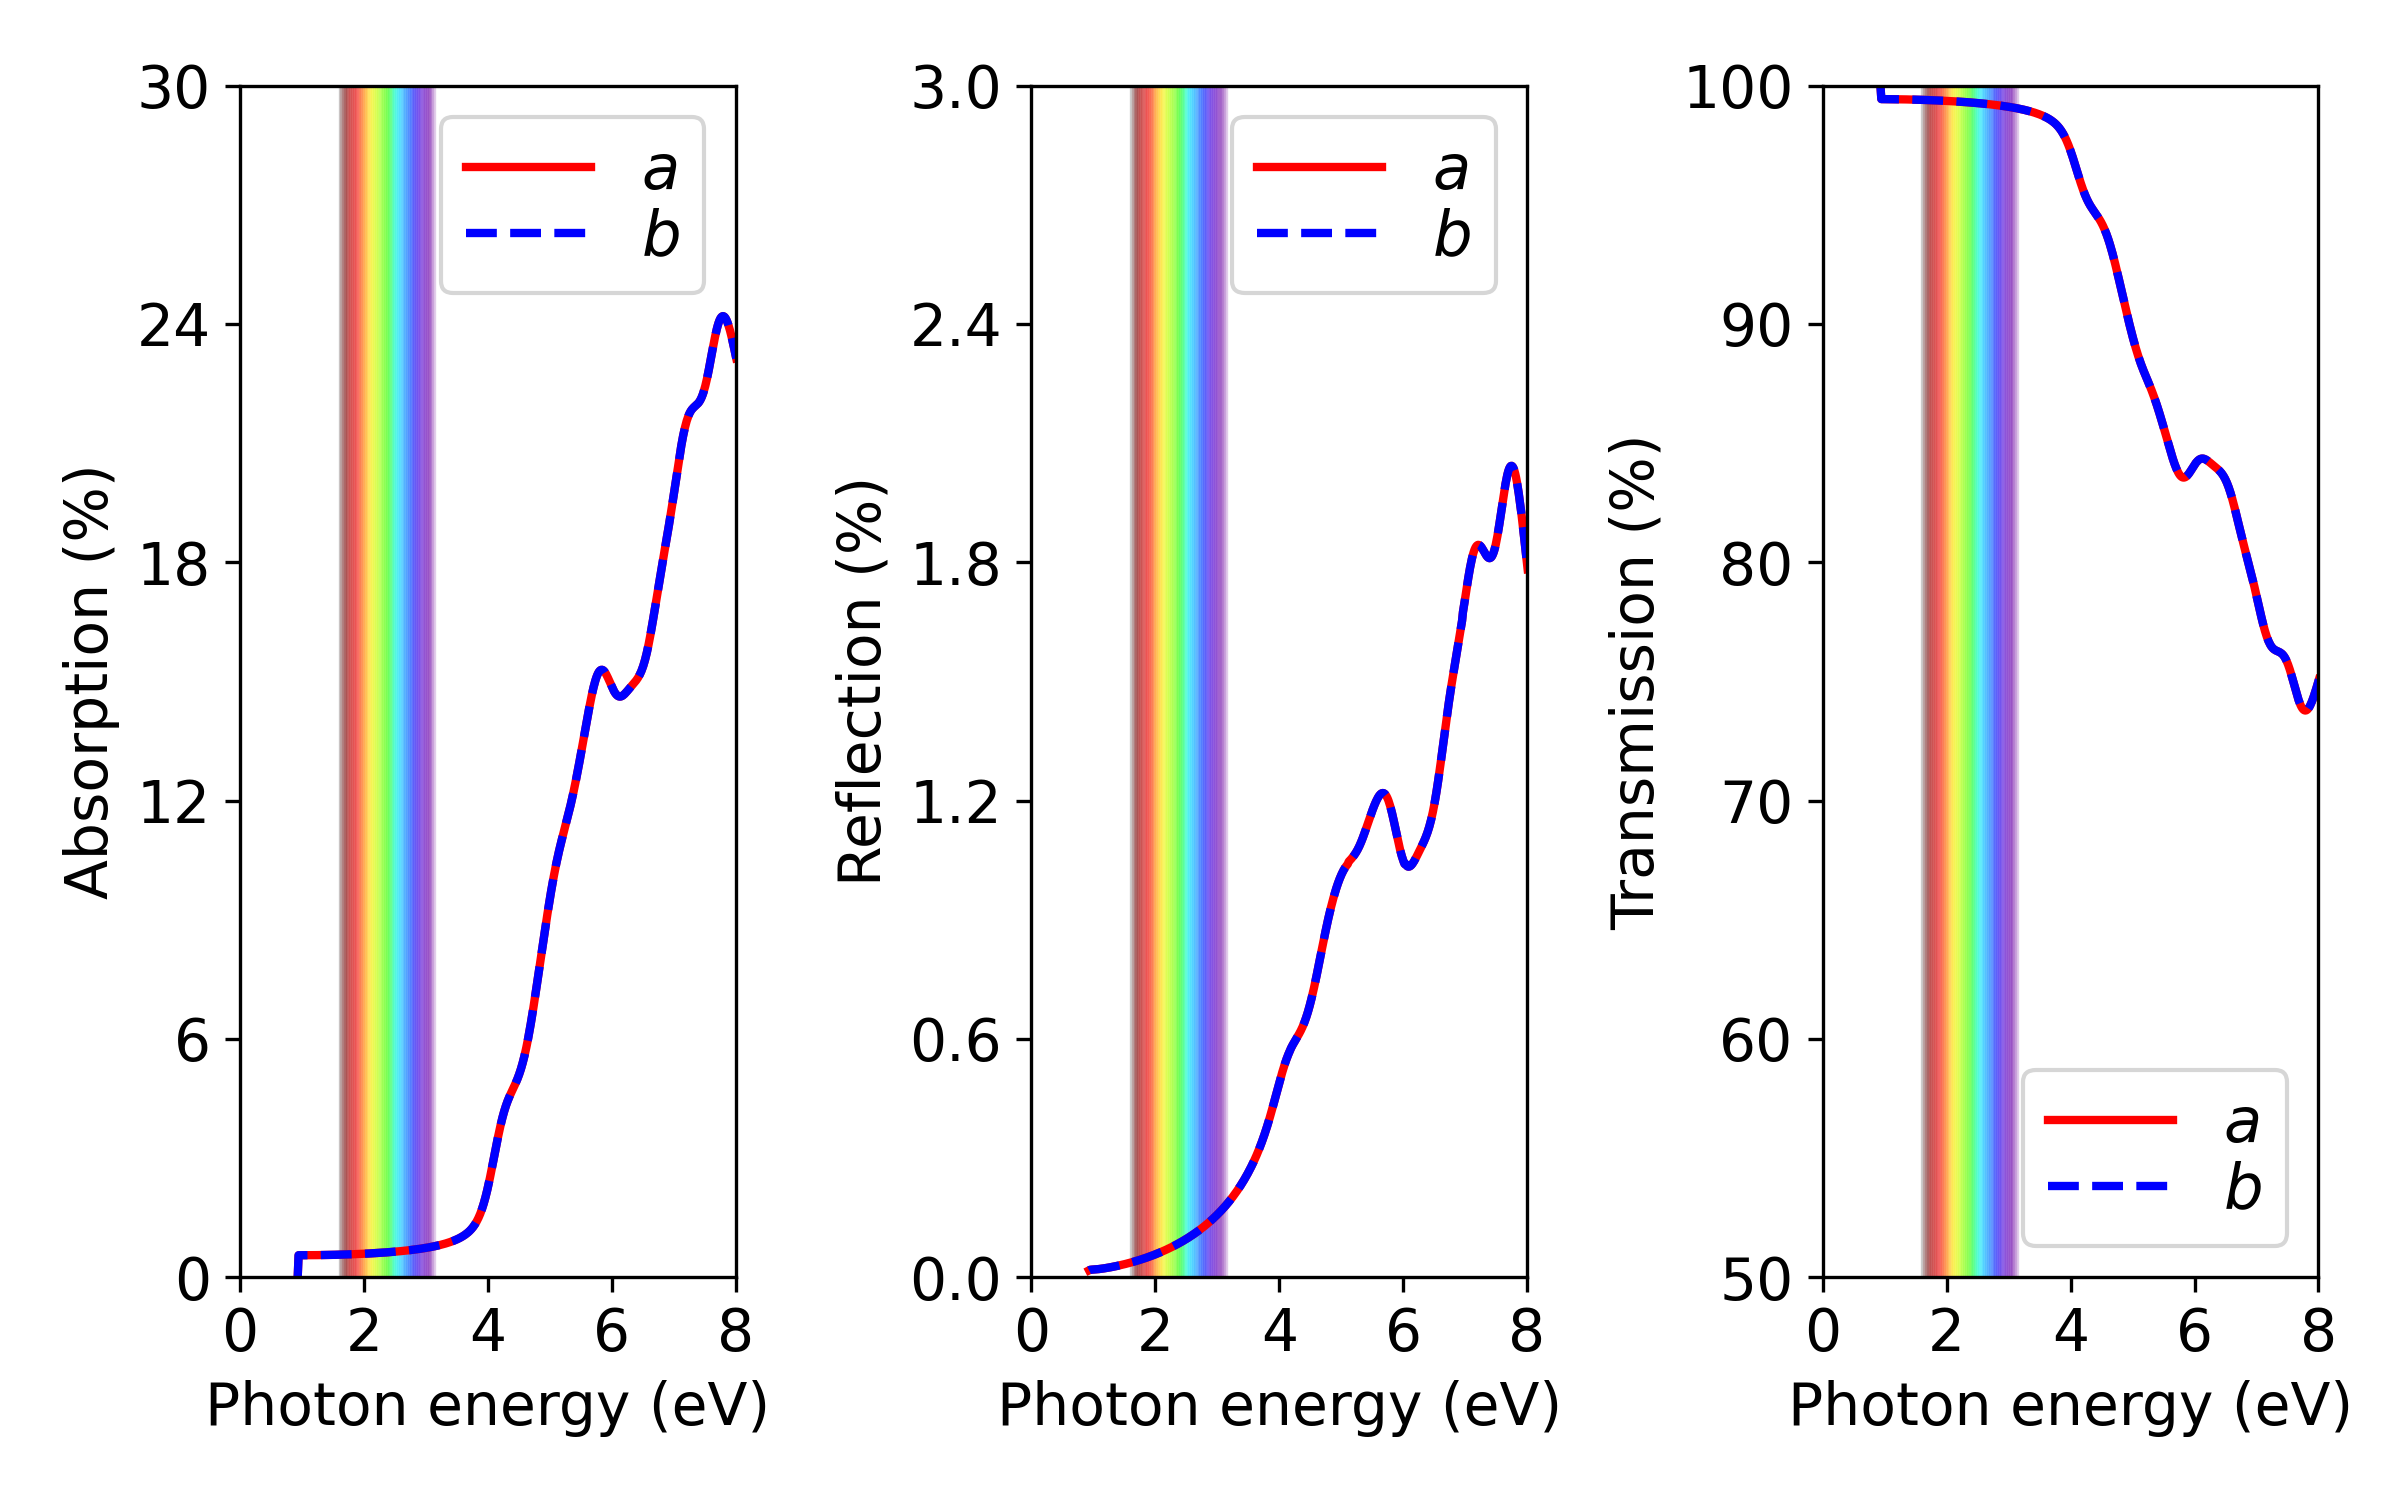 Absorption (%)
30
24
18
12
6
0
0 2 4 6 8
Photon energy (eV)
a
b
Reflection (%)
3.0
2.4
1.8
1.2
0.6
0.0
0 2 4 6 8
Photon energy (eV)
a
b
Transmission (%)
100
90
80
70
60
50
0 2 4 6 8
Photon energy (eV)
a
b